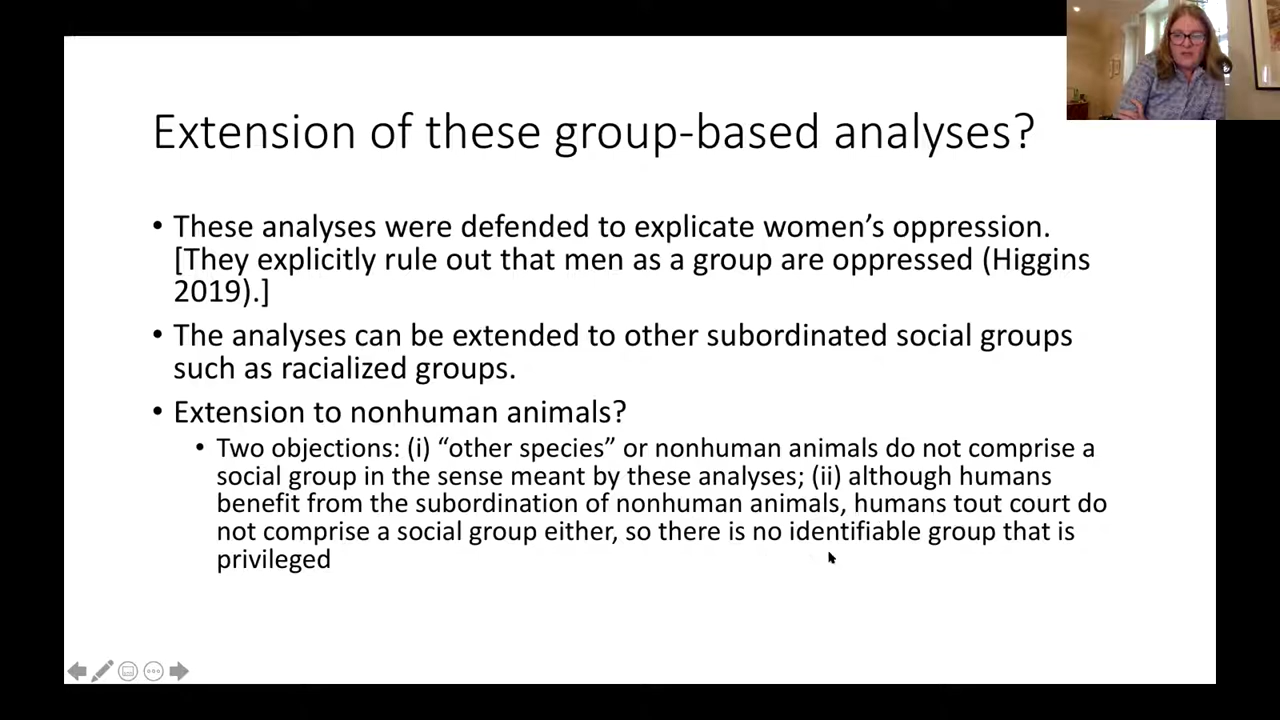 Extension of these group-based analyses?
• These analyses were defended to explicate women’s oppression.
[They explicitly rule out that men as a group are oppressed (Higgins
2019).]
• The analyses can be extended to other subordinated social groups
such as racialized groups.
• Extension to nonhuman animals?
• Two objections: (i) “other species” or nonhuman animals do not comprise a
social group in the sense meant by these analyses; (ii) although humans
benefit from the subordination of nonhuman animals, humans tout court do
not comprise a social group either, so there is no identifiable group that is
privileged